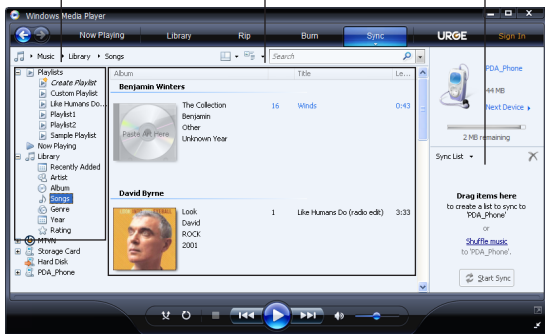 Windows Media Player
Now Playing Library Rip Burn Sync URGE Sign In
Music Library Songs Search
Playlists
Create Playlist
Custom Playlist
Like Humans Do...
Playlist1
Playlist2
Sample Playlist
Now Playing
Library
Recently Added
Artist
Album
Songs
Genre
Year
Rating
MTVN
Storage Card
Hard Disk
PDA_Phone
Album Title Le...
Benjamin Winters
Paste Art Here
The Collection 16 Winds 0:43
Benjamin
Other
Unknown Year
David Byrne
Look 1 Like Humans Do (radio edit) 3:33
David
ROCK
2001
PDA_Phone
44 MB
Next Device
2 MB remaining
Sync List
Drag items here
to create a list to sync to
'PDA_Phone'
or
Shuffle music
to 'PDA_Phone'.
Start Sync